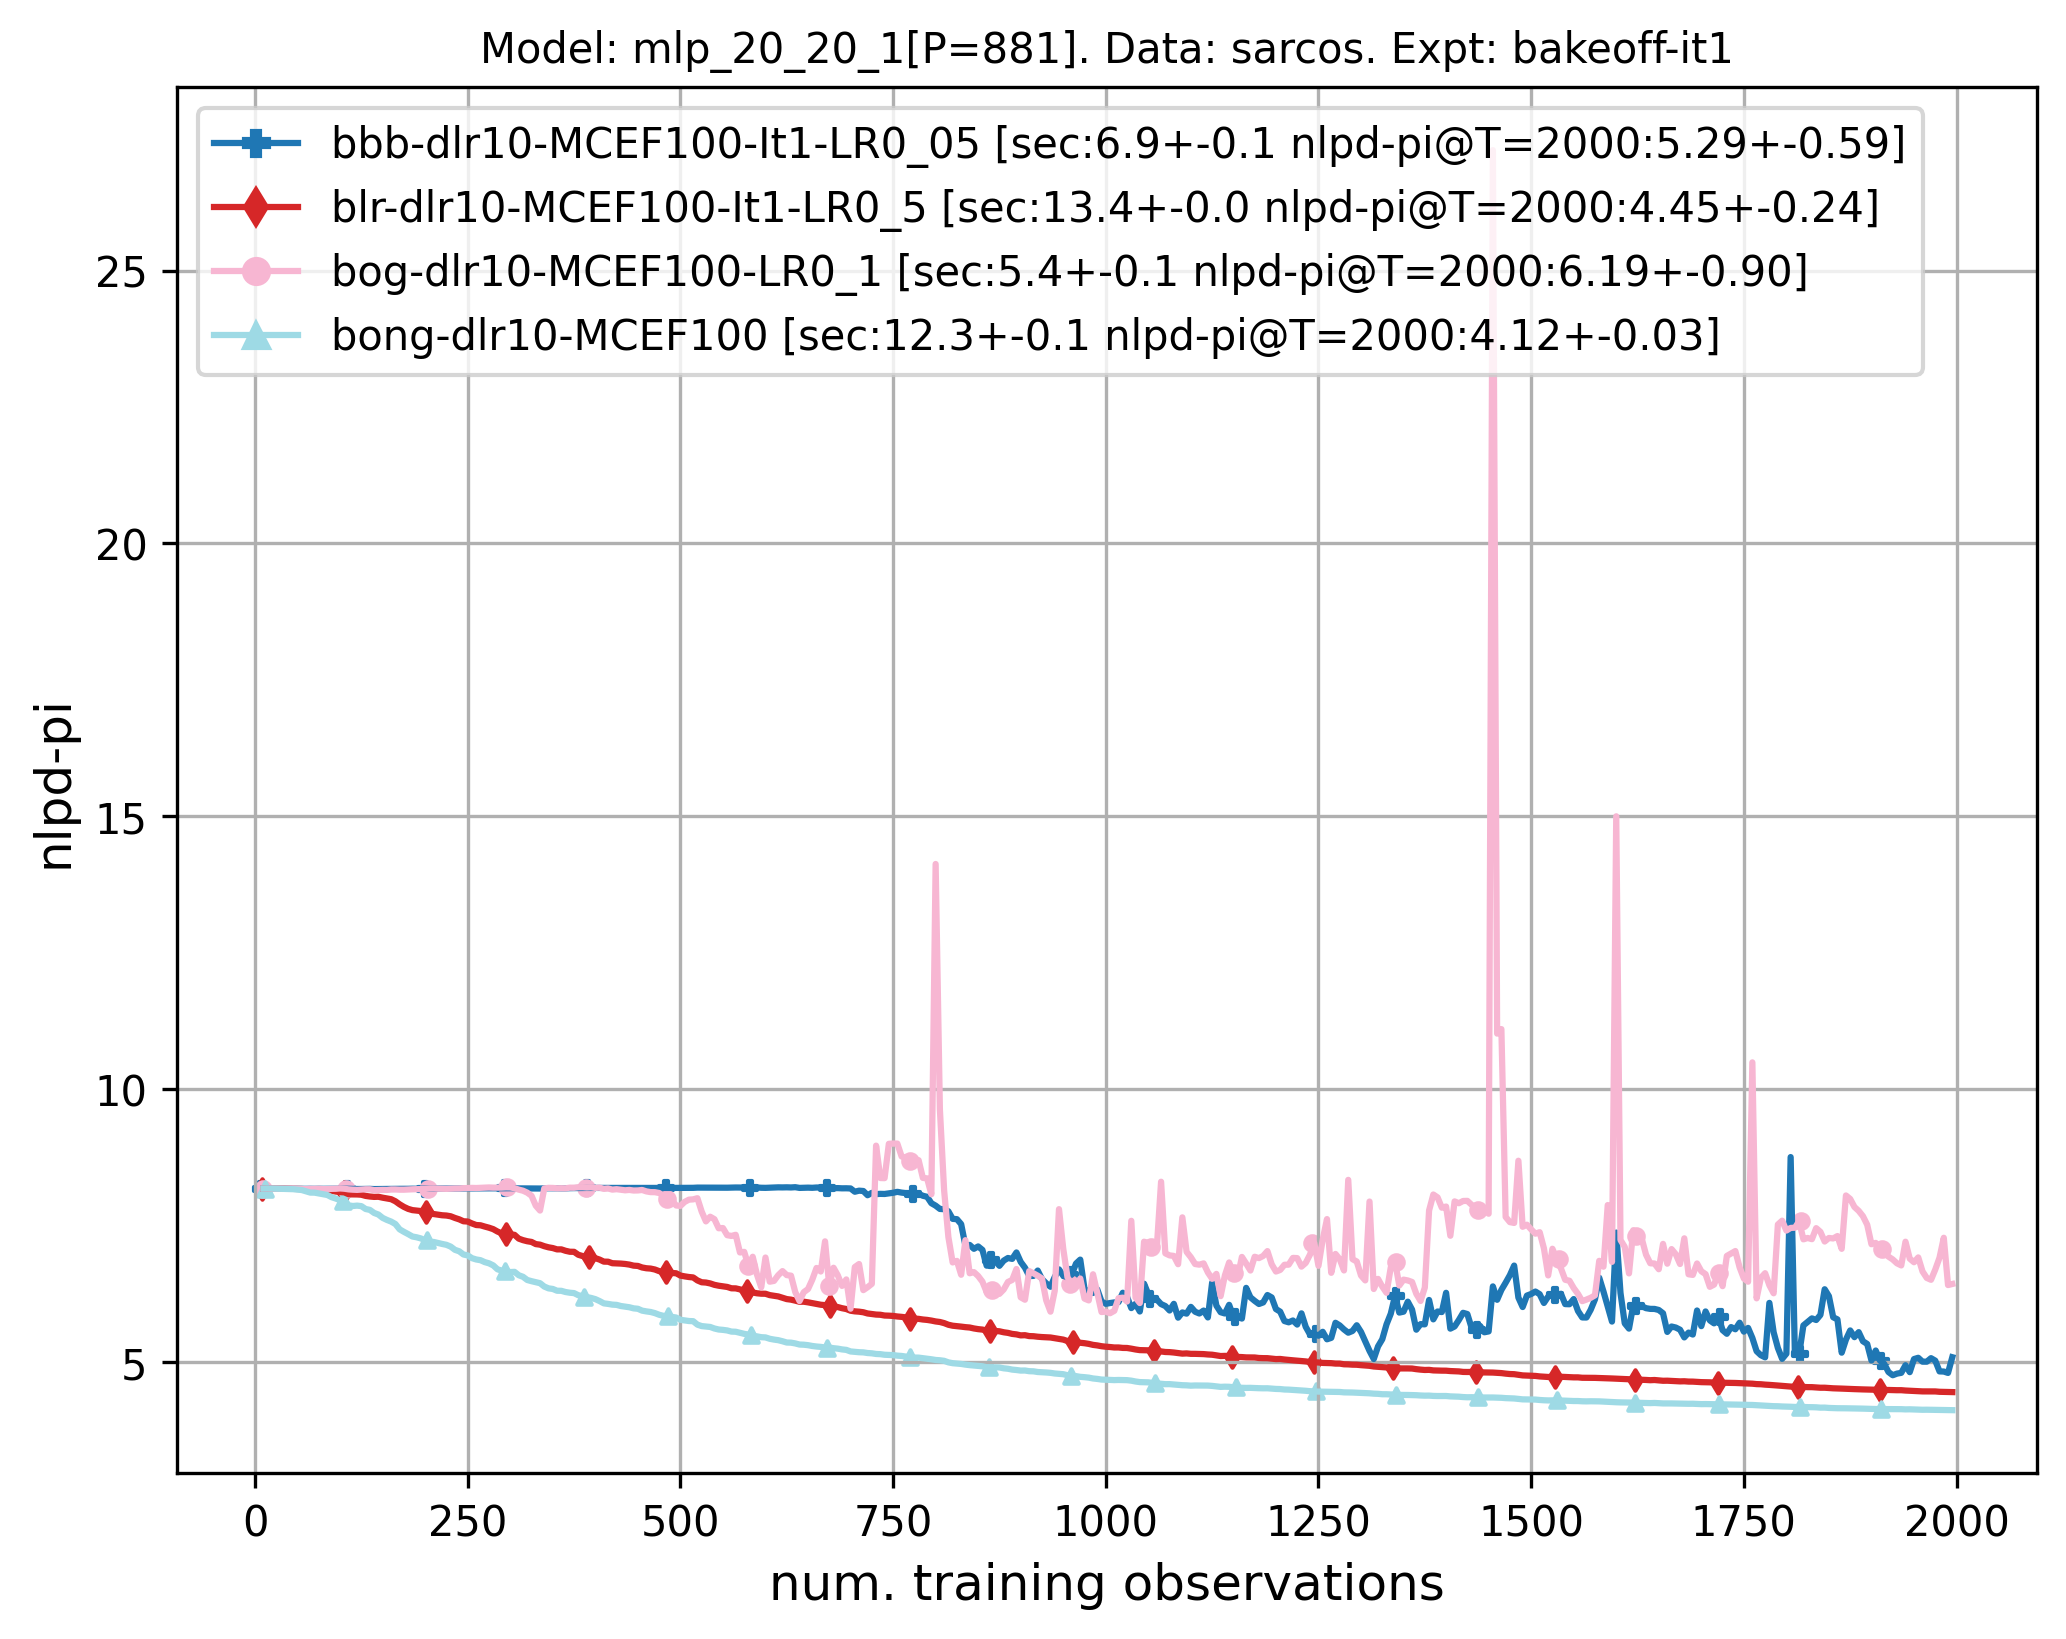 Model: mlp_20_20_1[P=881]. Data: sarcos. Expt: bakeoff-it1
bbb-dlr10-MCEF100-It1-LR0_05 [sec:6.9+-0.1 nlpd-pi@T=2000:5.29+-0.59]
blr-dlr10-MCEF100-It1-LR0_5 [sec:13.4+-0.0 nlpd-pi@T=2000:4.45+-0.24]
bog-dlr10-MCEF100-LR0_1 [sec:5.4+-0.1 nlpd-pi@T=2000:6.19+-0.90]
bong-dlr10-MCEF100 [sec:12.3+-0.1 nlpd-pi@T=2000:4.12+-0.03]
25
20
15
10
5
nlpd-pi
0 250 500 750 1000 1250 1500 1750 2000
num. training observations